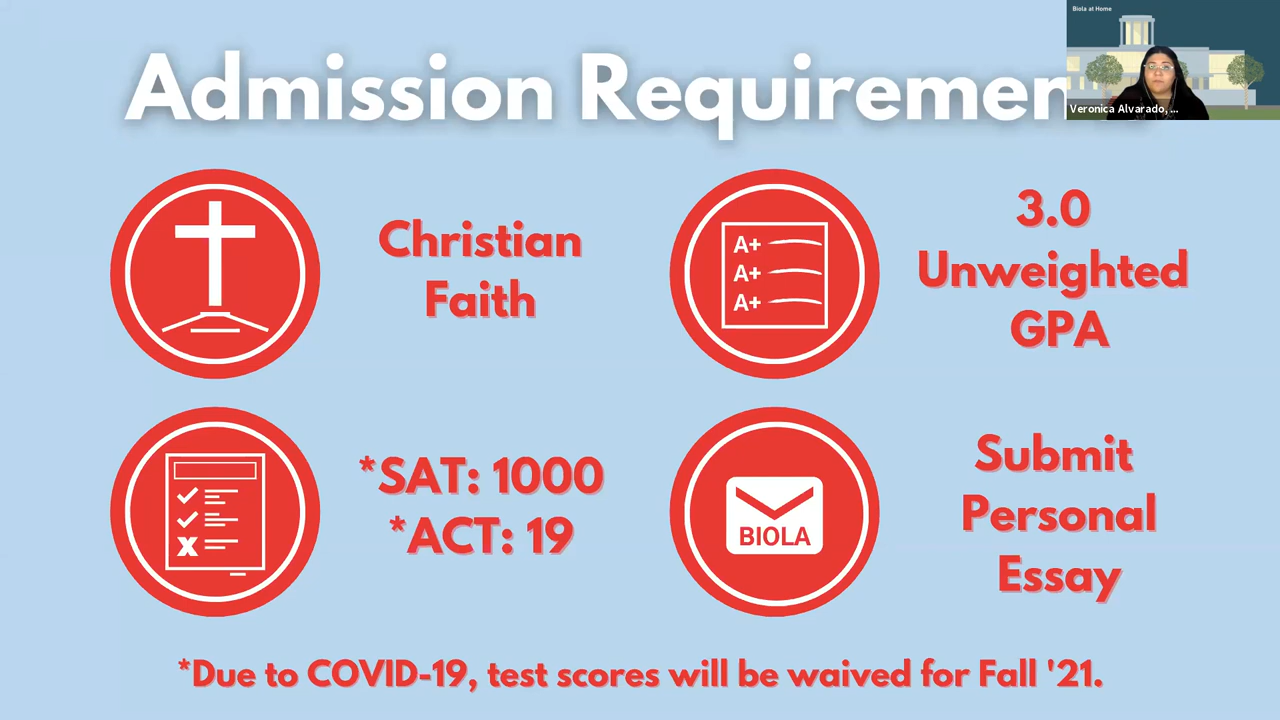 Admission Requiremen
Biola at Home
Veronica Alvarado, ...
Christian
Faith
A+
A+
A+
3.0
Unweighted
GPA
*SAT: 1000
*ACT: 19
BIOLA
Submit
Personal
Essay
*Due to COVID-19, test scores will be waived for Fall '21.